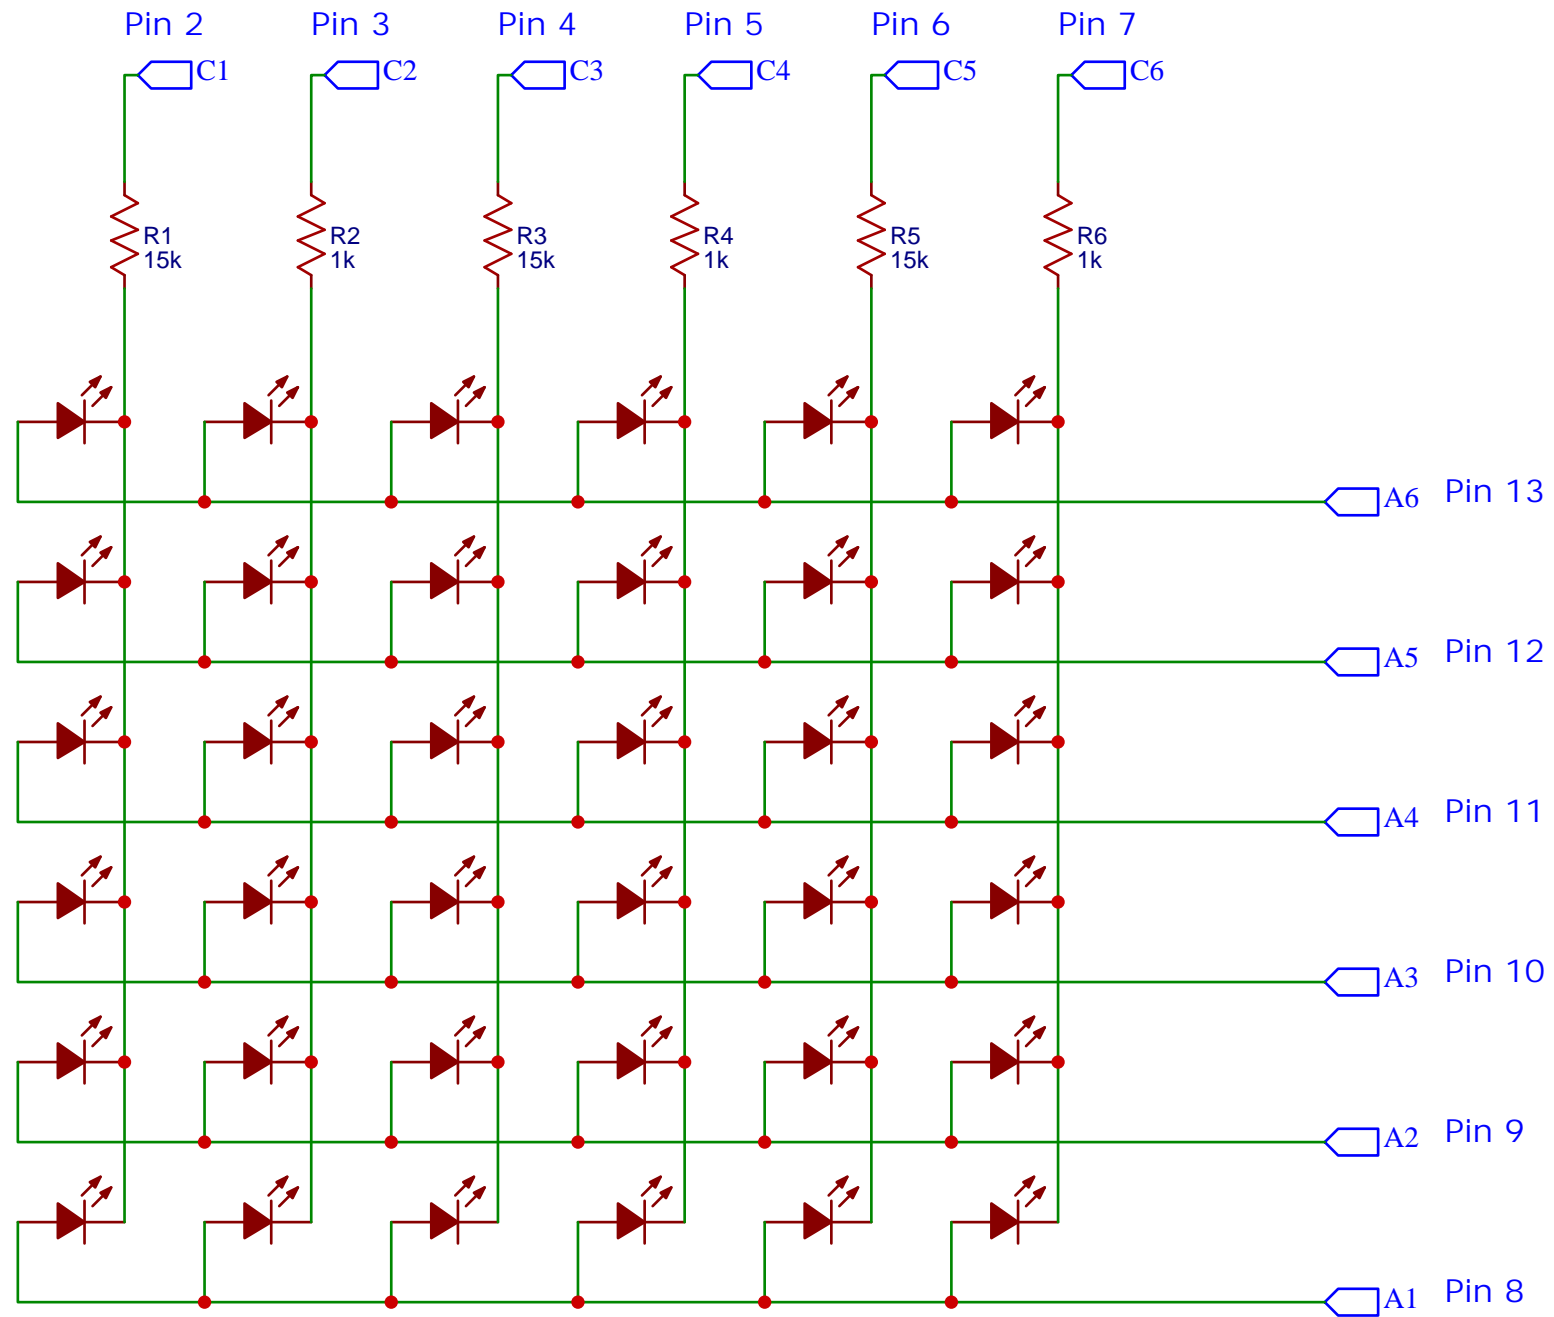 Pin 2 Pin 3 Pin 4 Pin 5 Pin 6 Pin 7
C1 C2 C3 C4 C5 C6
R1 R2 R3 R4 R5 R6
15k 1k 15k 1k 15k 1k
A6 Pin 13
A5 Pin 12
A4 Pin 11
A3 Pin 10
A2 Pin 9
A1 Pin 8